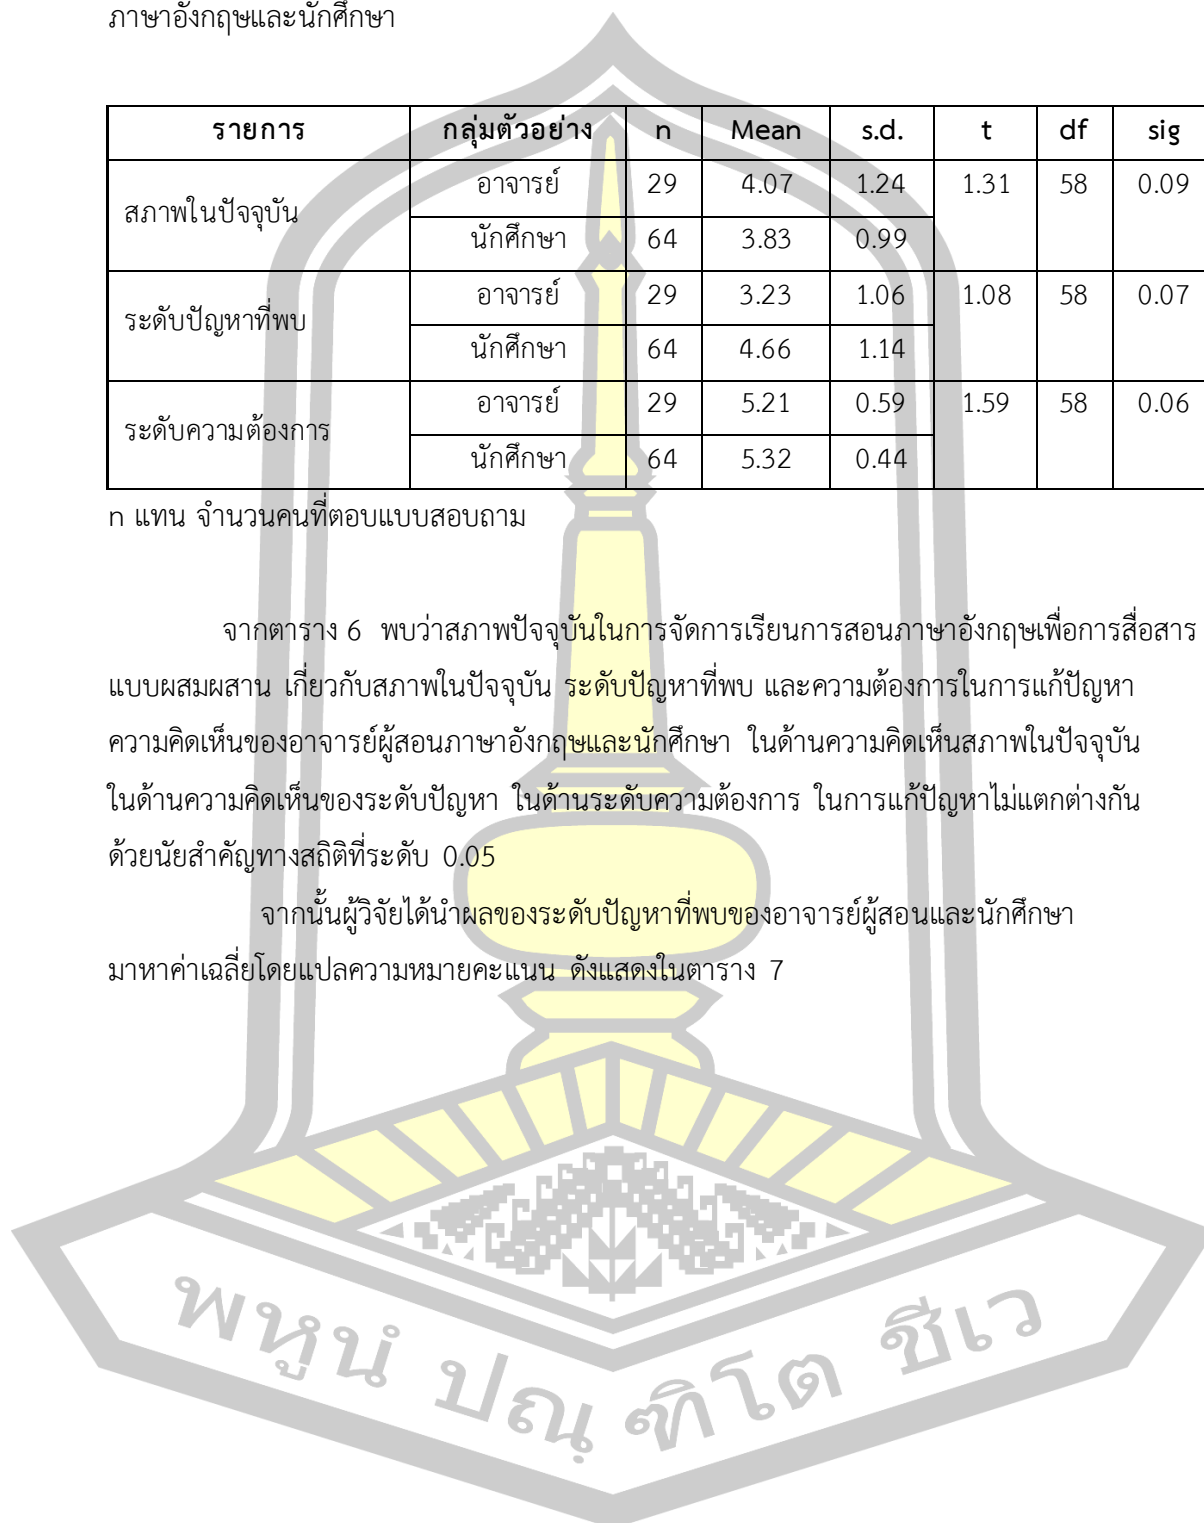 ภาษาอังกฤษและนักศึกษา
รายการ กลุ่มตัวอย่าง n Mean s.d. t df sig
สภาพในปัจจุบัน อาจารย์ 29 4.07 1.24 1.31 58 0.09
นักศึกษา 64 3.83 0.99
ระดับปัญหาที่พบ อาจารย์ 29 3.23 1.06 1.08 58 0.07
นักศึกษา 64 4.66 1.14
ระดับความต้องการ อาจารย์ 29 5.21 0.59 1.59 58 0.06
นักศึกษา 64 5.32 0.44
n แทน จำนวนคนที่ตอบแบบสอบถาม
จากตาราง 6 พบว่าสภาพปัจจุบันในการจัดการเรียนการสอนภาษาอังกฤษเพื่อการสื่อสาร
แบบผสมผสาน เกี่ยวกับสภาพในปัจจุบัน ระดับปัญหาที่พบ และความต้องการในการแก้ปัญหา
ความคิดเห็นของอาจารย์ผู้สอนภาษาอังกฤษและนักศึกษา ในด้านความคิดเห็นสภาพในปัจจุบัน
ในด้านความคิดเห็นของระดับปัญหา ในด้านระดับความต้องการ ในการแก้ปัญหาไม่แตกต่างกัน
ด้วยนัยสำคัญทางสถิติที่ระดับ 0.05
จากนั้นผู้วิจัยได้นำผลของระดับปัญหาที่พบของอาจารย์ผู้สอนและนักศึกษา
มาหาค่าเฉลี่ยโดยแปลความหมายคะแนน ดังแสดงในตาราง 7
พหูนํ ปณฺฑิโต ชีเว